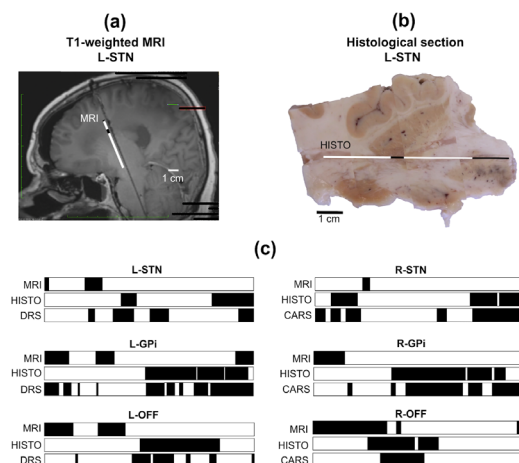 (a)
T1-weighted MRI
L-STN
MRI
1 cm
(b)
Histological section
L-STN
HISTO
1 cm
(c)
L-STN
MRI
HISTO
DRS
R-STN
MRI
HISTO
CARS
L-GPi
MRI
HISTO
DRS
R-GPi
MRI
HISTO
CARS
L-OFF
MRI
HISTO
DRS
R-OFF
MRI
HISTO
CARS